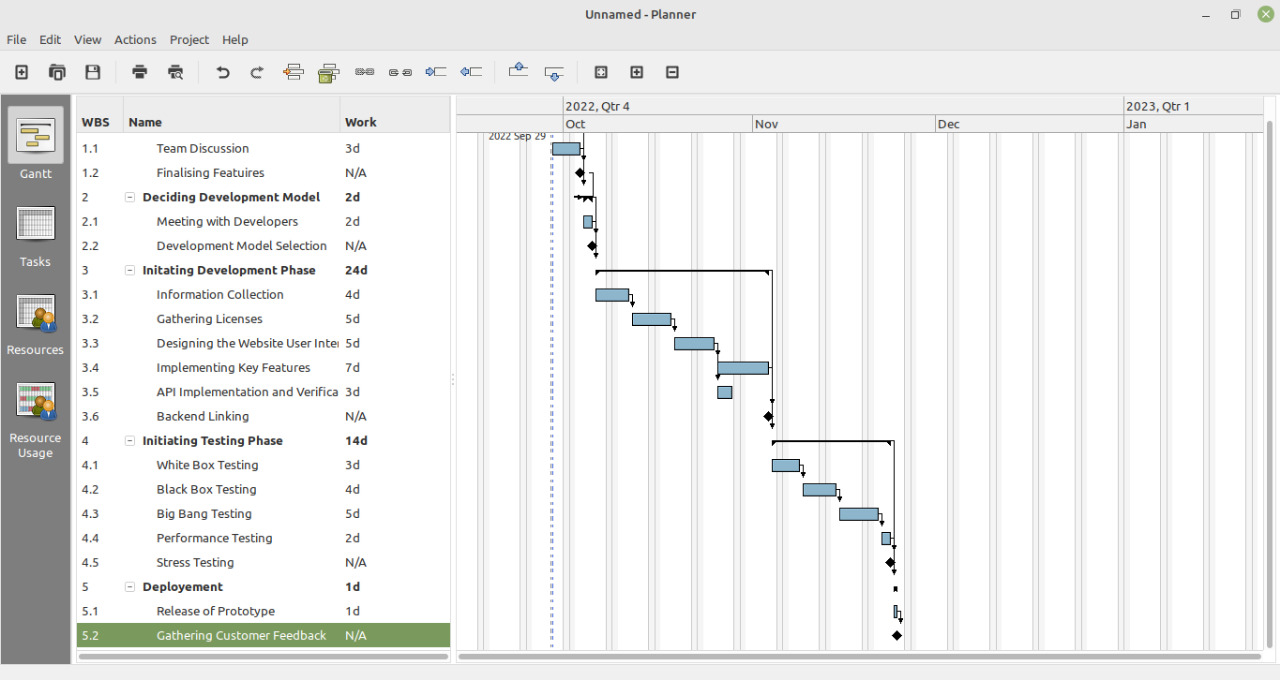 Unnamed - Planner
File Edit View Actions Project Help
Gantt
Tasks
Resources
Resource
Usage
WBS Name Work
1.1 Team Discussion 3d
1.2 Finalising Featuires N/A
2 Deciding Development Model 2d
2.1 Meeting with Developers 2d
2.2 Development Model Selection N/A
3 Initating Development Phase 24d
3.1 Information Collection 4d
3.2 Gathering Licenses 5d
3.3 Designing the Website User Inte 5d
3.4 Implementing Key Features 7d
3.5 API Implementation and Verifica 3d
3.6 Backend Linking N/A
4 Initiating Testing Phase 14d
4.1 White Box Testing 3d
4.2 Black Box Testing 4d
4.3 Big Bang Testing 5d
4.4 Performance Testing 2d
4.5 Stress Testing N/A
5 Deployement 1d
5.1 Release of Prototype 1d
5.2 Gathering Customer Feedback N/A
2022, Qtr 4 2023, Qtr 1
Oct Nov Dec Jan
2022 Sep 29